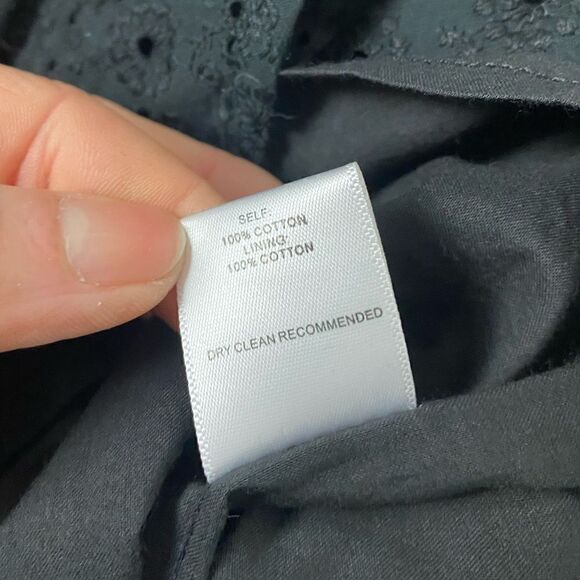 SELF:
100% COTTON
LINING:
100% COTTON
DRY CLEAN RECOMMENDED